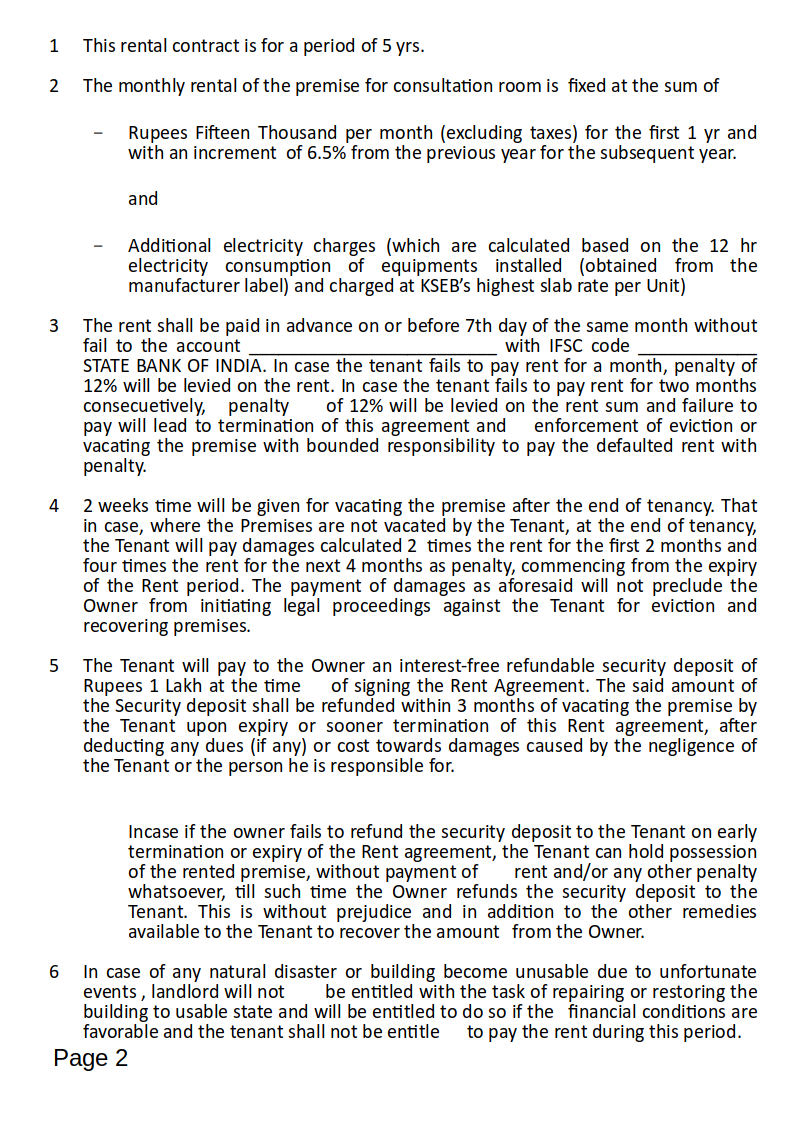 1 This rental contract is for a period of 5 yrs.
2 The monthly rental of the premise for consultation room is fixed at the sum of
– Rupees Fifteen Thousand per month (excluding taxes) for the first 1 yr and
with an increment of 6.5% from the previous year for the subsequent year.
and
– Additional electricity charges (which are calculated based on the 12 hr
electricity consumption of equipments installed (obtained from the
manufacturer label) and charged at KSEB’s highest slab rate per Unit)
3 The rent shall be paid in advance on or before 7th day of the same month without
fail to the account __________________________ with IFSC code _____________
STATE BANK OF INDIA. In case the tenant fails to pay rent for a month, penalty of
12% will be levied on the rent. In case the tenant fails to pay rent for two months
consecuetively, penalty of 12% will be levied on the rent sum and failure to
pay will lead to termination of this agreement and enforcement of eviction or
vacating the premise with bounded responsibility to pay the defaulted rent with
penalty.
4 2 weeks time will be given for vacating the premise after the end of tenancy. That
in case, where the Premises are not vacated by the Tenant, at the end of tenancy,
the Tenant will pay damages calculated 2 times the rent for the first 2 months and
four times the rent for the next 4 months as penalty, commencing from the expiry
of the Rent period. The payment of damages as aforesaid will not preclude the
Owner from initiating legal proceedings against the Tenant for eviction and
recovering premises.
5 The Tenant will pay to the Owner an interest-free refundable security deposit of
Rupees 1 Lakh at the time of signing the Rent Agreement. The said amount of
the Security deposit shall be refunded within 3 months of vacating the premise by
the Tenant upon expiry or sooner termination of this Rent agreement, after
deducting any dues (if any) or cost towards damages caused by the negligence of
the Tenant or the person he is responsible for.
Incase if the owner fails to refund the security deposit to the Tenant on early
termination or expiry of the Rent agreement, the Tenant can hold possession
of the rented premise, without payment of rent and/or any other penalty
whatsoever, till such time the Owner refunds the security deposit to the
Tenant. This is without prejudice and in addition to the other remedies
available to the Tenant to recover the amount from the Owner.
6 In case of any natural disaster or building become unusable due to unfortunate
events , landlord will not be entitled with the task of repairing or restoring the
building to usable state and will be entitled to do so if the financial conditions are
favorable and the tenant shall not be entitle to pay the rent during this period.
Page 2